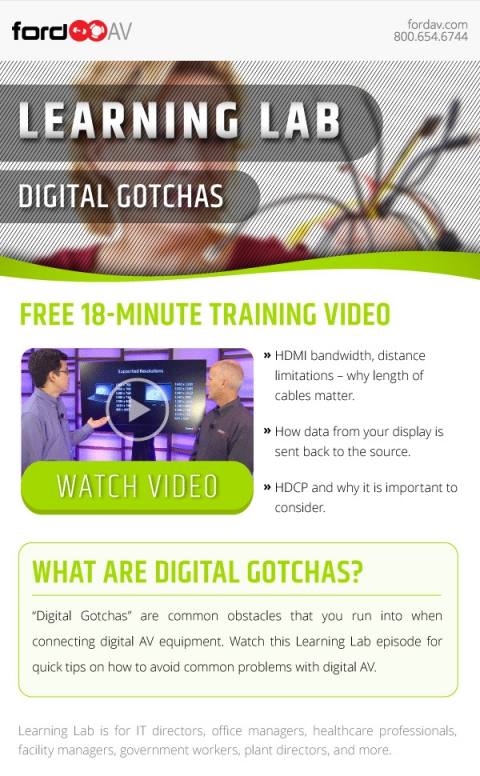 ford AV
fordav.com
800.654.6744
LEARNING LAB
DIGITAL GOTCHAS
FREE 18-MINUTE TRAINING VIDEO
Supported Resolutions
» HDMI bandwidth, distance
limitations – why length of
cables matter.
» How data from your display is
sent back to the source.
» HDCP and why it is important to
consider.
WATCH VIDEO
WHAT ARE DIGITAL GOTCHAS?
“Digital Gotchas” are common obstacles that you run into when
connecting digital AV equipment. Watch this Learning Lab episode for
quick tips on how to avoid common problems with digital AV.
Learning Lab is for IT directors, office managers, healthcare professionals,
facility managers, government workers, plant directors, and more.